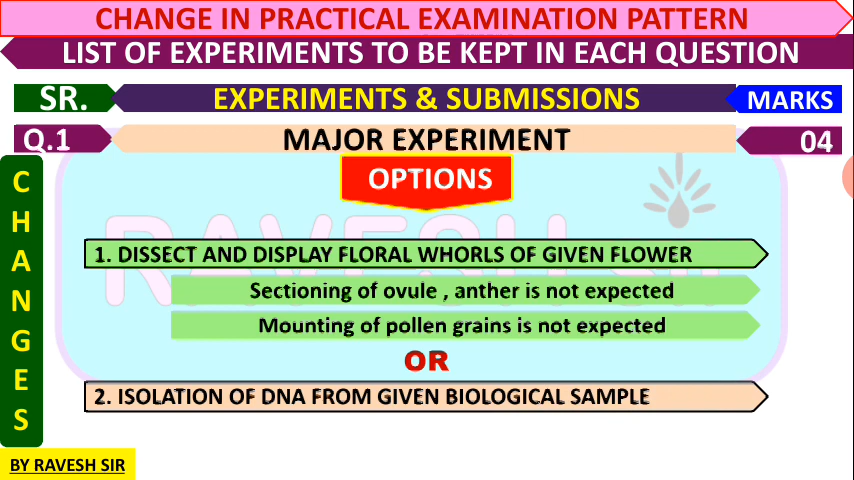 CHANGE IN PRACTICAL EXAMINATION PATTERN
LIST OF EXPERIMENTS TO BE KEPT IN EACH QUESTION
SR. EXPERIMENTS & SUBMISSIONS MARKS
Q.1 MAJOR EXPERIMENT 04
CHANGES
OPTIONS
RAVESH SIR
1. DISSECT AND DISPLAY FLORAL WHORLS OF GIVEN FLOWER
Sectioning of ovule , anther is not expected
Mounting of pollen grains is not expected
OR
2. ISOLATION OF DNA FROM GIVEN BIOLOGICAL SAMPLE
BY RAVESH SIR